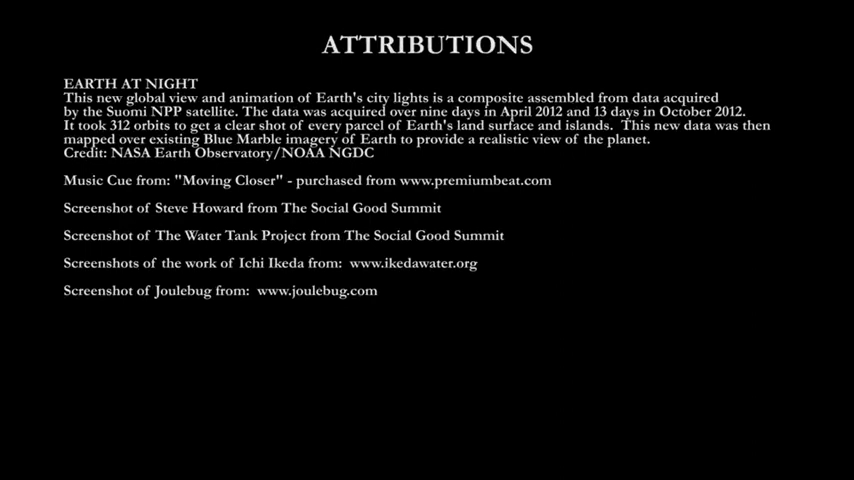 ATTRIBUTIONS
EARTH AT NIGHT
This new global view and animation of Earth's city lights is a composite assembled from data acquired
by the Suomi NPP satellite. The data was acquired over nine days in April 2012 and 13 days in October 2012.
It took 312 orbits to get a clear shot of every parcel of Earth's land surface and islands.  This new data was then
mapped over existing Blue Marble imagery of Earth to provide a realistic view of the planet.
Credit: NASA Earth Observatory/NOAA NGDC
Music Cue from: "Moving Closer" - purchased from www.premiumbeat.com
Screenshot of Steve Howard from The Social Good Summit
Screenshot of The Water Tank Project from The Social Good Summit
Screenshots of the work of Ichi Ikeda from:  www.ikedawater.org
Screenshot of Joulebug from:  www.joulebug.com